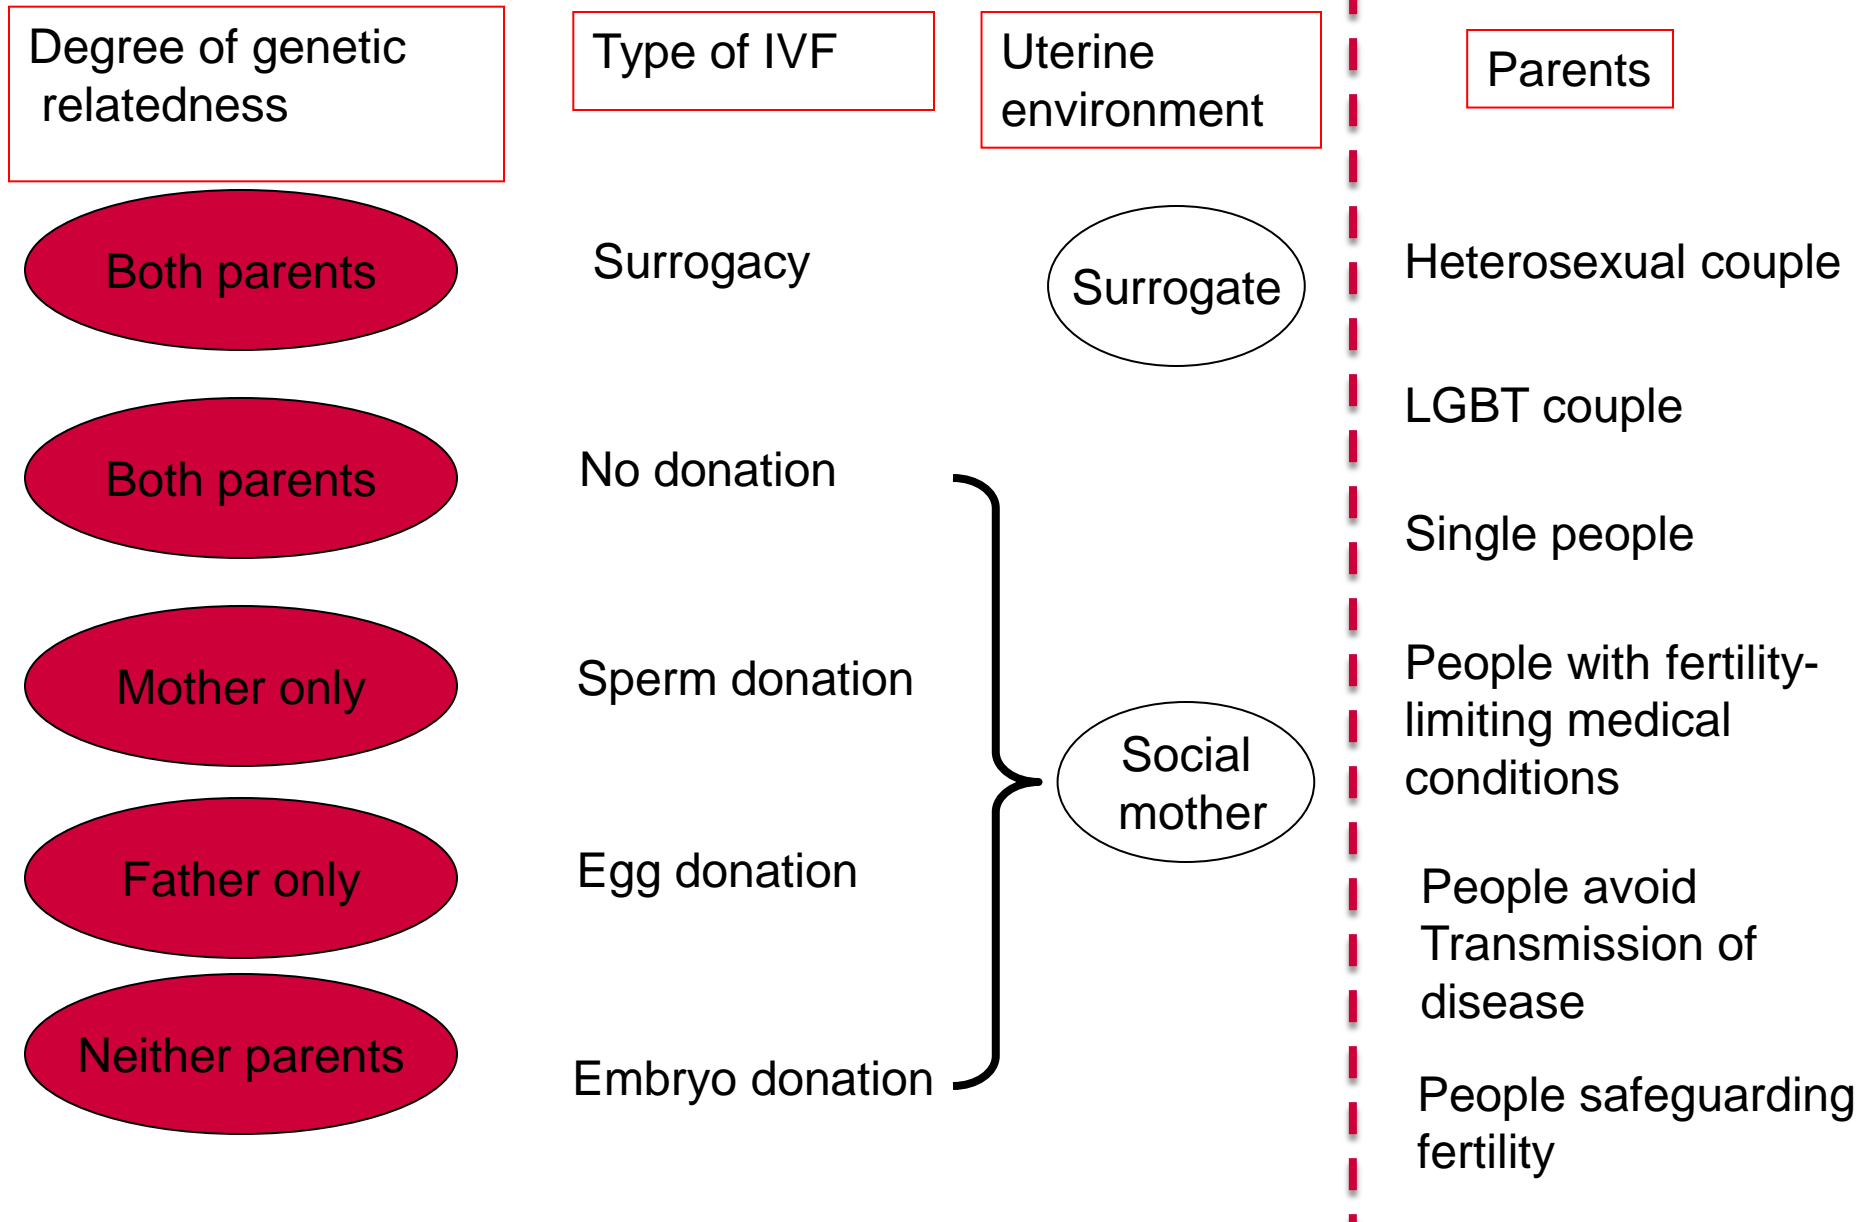 Degree of genetic
relatedness
Type of IVF
Uterine
environment
Parents
Both parents
Surrogacy
Surrogate
Heterosexual couple
LGBT couple
Both parents
No donation
Single people
Mother only
Sperm donation
People with fertility-
limiting medical
conditions
Social
mother
Father only
Egg donation
People avoid
Transmission of
disease
Neither parents
Embryo donation
People safeguarding
fertility